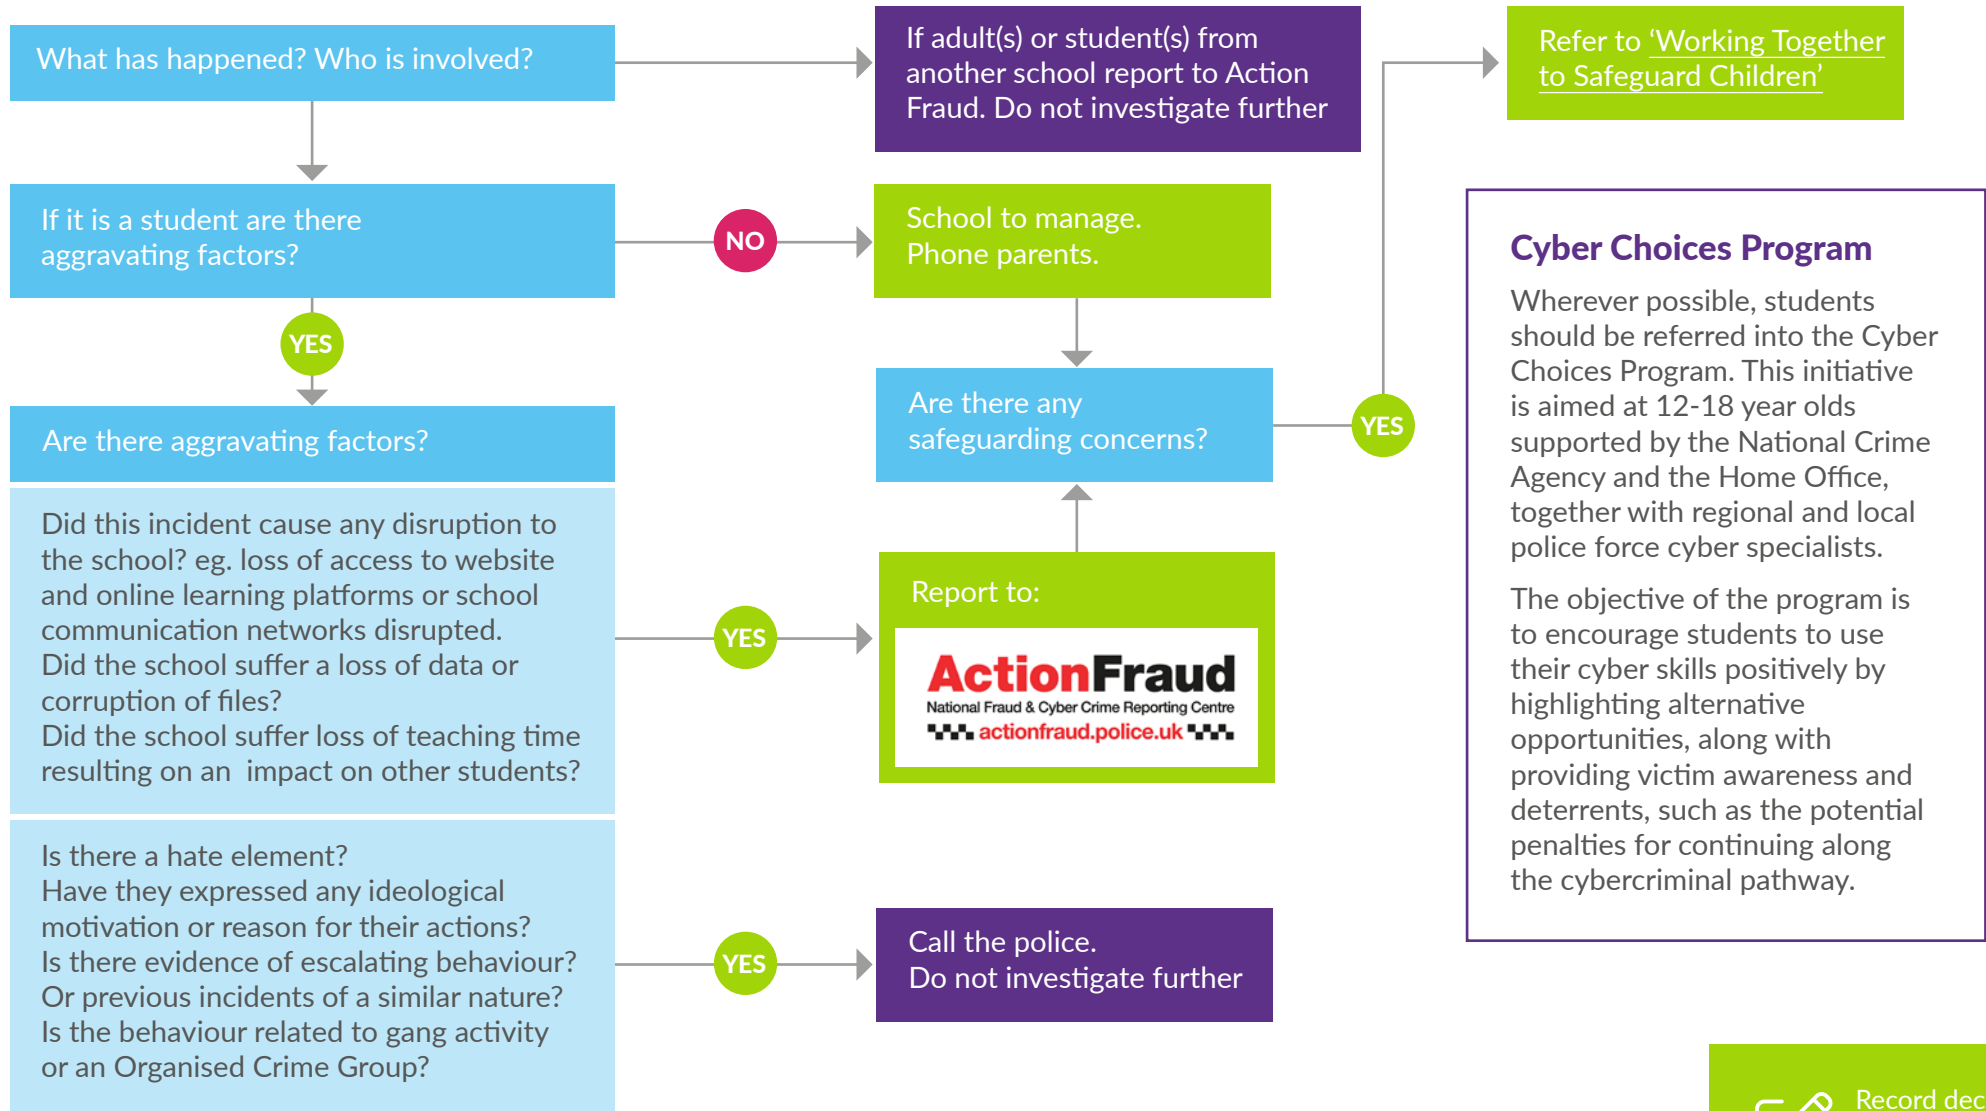 What has happened? Who is involved?
If adult(s) or student(s) from
another school report to Action
Fraud. Do not investigate further
Refer to ‘Working Together
to Safeguard Children’
If it is a student are there
aggravating factors?
NO
School to manage.
Phone parents.
YES
Are there any
safeguarding concerns?
YES
Are there aggravating factors?
Did this incident cause any disruption to
the school? eg. loss of access to website
and online learning platforms or school
communication networks disrupted.
Did the school suffer a loss of data or
corruption of files?
Did the school suffer loss of teaching time
resulting on an  impact on other students?
YES
Report to:
ActionFraud
National Fraud & Cyber Crime Reporting Centre
actionfraud.police.uk
Is there a hate element?
Have they expressed any ideological
motivation or reason for their actions?
Is there evidence of escalating behaviour?
Or previous incidents of a similar nature?
Is the behaviour related to gang activity
or an Organised Crime Group?
YES
Call the police.
Do not investigate further
Cyber Choices Program
Wherever possible, students
should be referred into the Cyber
Choices Program. This initiative
is aimed at 12-18 year olds
supported by the National Crime
Agency and the Home Office,
together with regional and local
police force cyber specialists.
The objective of the program is
to encourage students to use
their cyber skills positively by
highlighting alternative
opportunities, along with
providing victim awareness and
deterrents, such as the potential
penalties for continuing along
the cybercriminal pathway.
Record